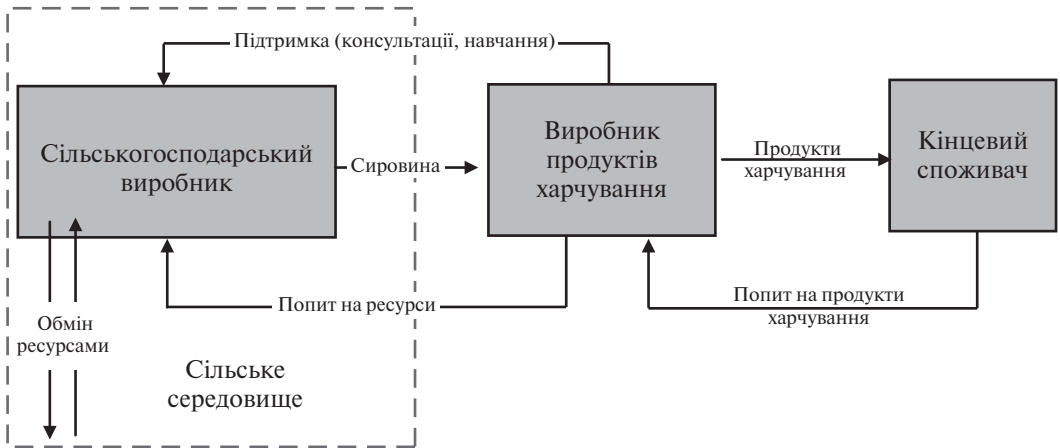 Підтримка (консультації, навчання)
Сільськогосподарський
виробник
Сировина
Виробник
продуктів
харчування
Продукти
харчування
Кінцевий
споживач
Попит на ресурси
Попит на продукти
харчування
Обмін
ресурсами
Сільське
середовище